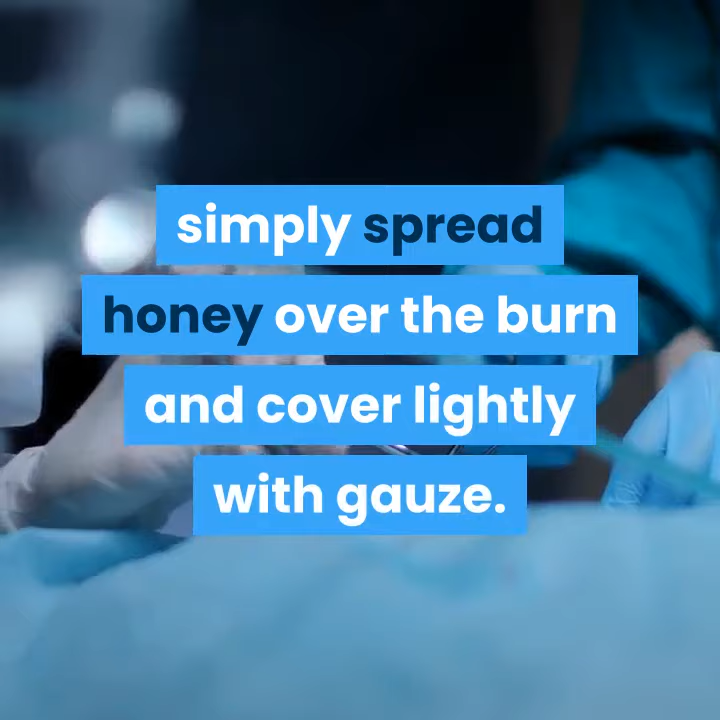 simply spread
honey over the burn
and cover lightly
with gauze.